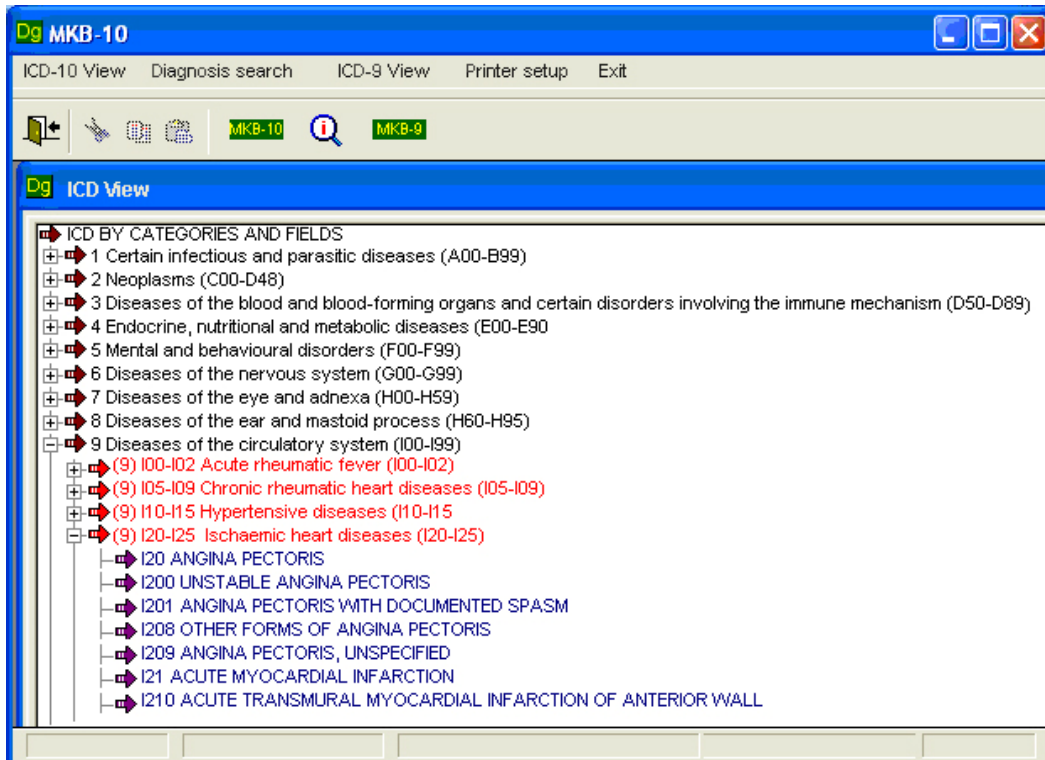 Dg MKB-10
ICD-10 View Diagnosis search ICD-9 View Printer setup Exit
MKB-10 i MKB-9
Dg ICD View
ICD BY CATEGORIES AND FIELDS
1 Certain infectious and parasitic diseases (A00-B99)
2 Neoplasms (C00-D48)
3 Diseases of the blood and blood-forming organs and certain disorders involving the immune mechanism (D50-D89)
4 Endocrine, nutritional and metabolic diseases (E00-E90
5 Mental and behavioural disorders (F00-F99)
6 Diseases of the nervous system (G00-G99)
7 Diseases of the eye and adnexa (H00-H59)
8 Diseases of the ear and mastoid process (H60-H95)
9 Diseases of the circulatory system (I00-I99)
(9) I00-I02 Acute rheumatic fever (I00-I02)
(9) I05-I09 Chronic rheumatic heart diseases (I05-I09)
(9) I10-I15 Hypertensive diseases (I10-I15
(9) I20-I25 Ischaemic heart diseases (I20-I25)
I20 ANGINA PECTORIS
I200 UNSTABLE ANGINA PECTORIS
I201 ANGINA PECTORIS WITH DOCUMENTED SPASM
I208 OTHER FORMS OF ANGINA PECTORIS
I209 ANGINA PECTORIS, UNSPECIFIED
I21 ACUTE MYOCARDIAL INFARCTION
I210 ACUTE TRANSMURAL MYOCARDIAL INFARCTION OF ANTERIOR WALL